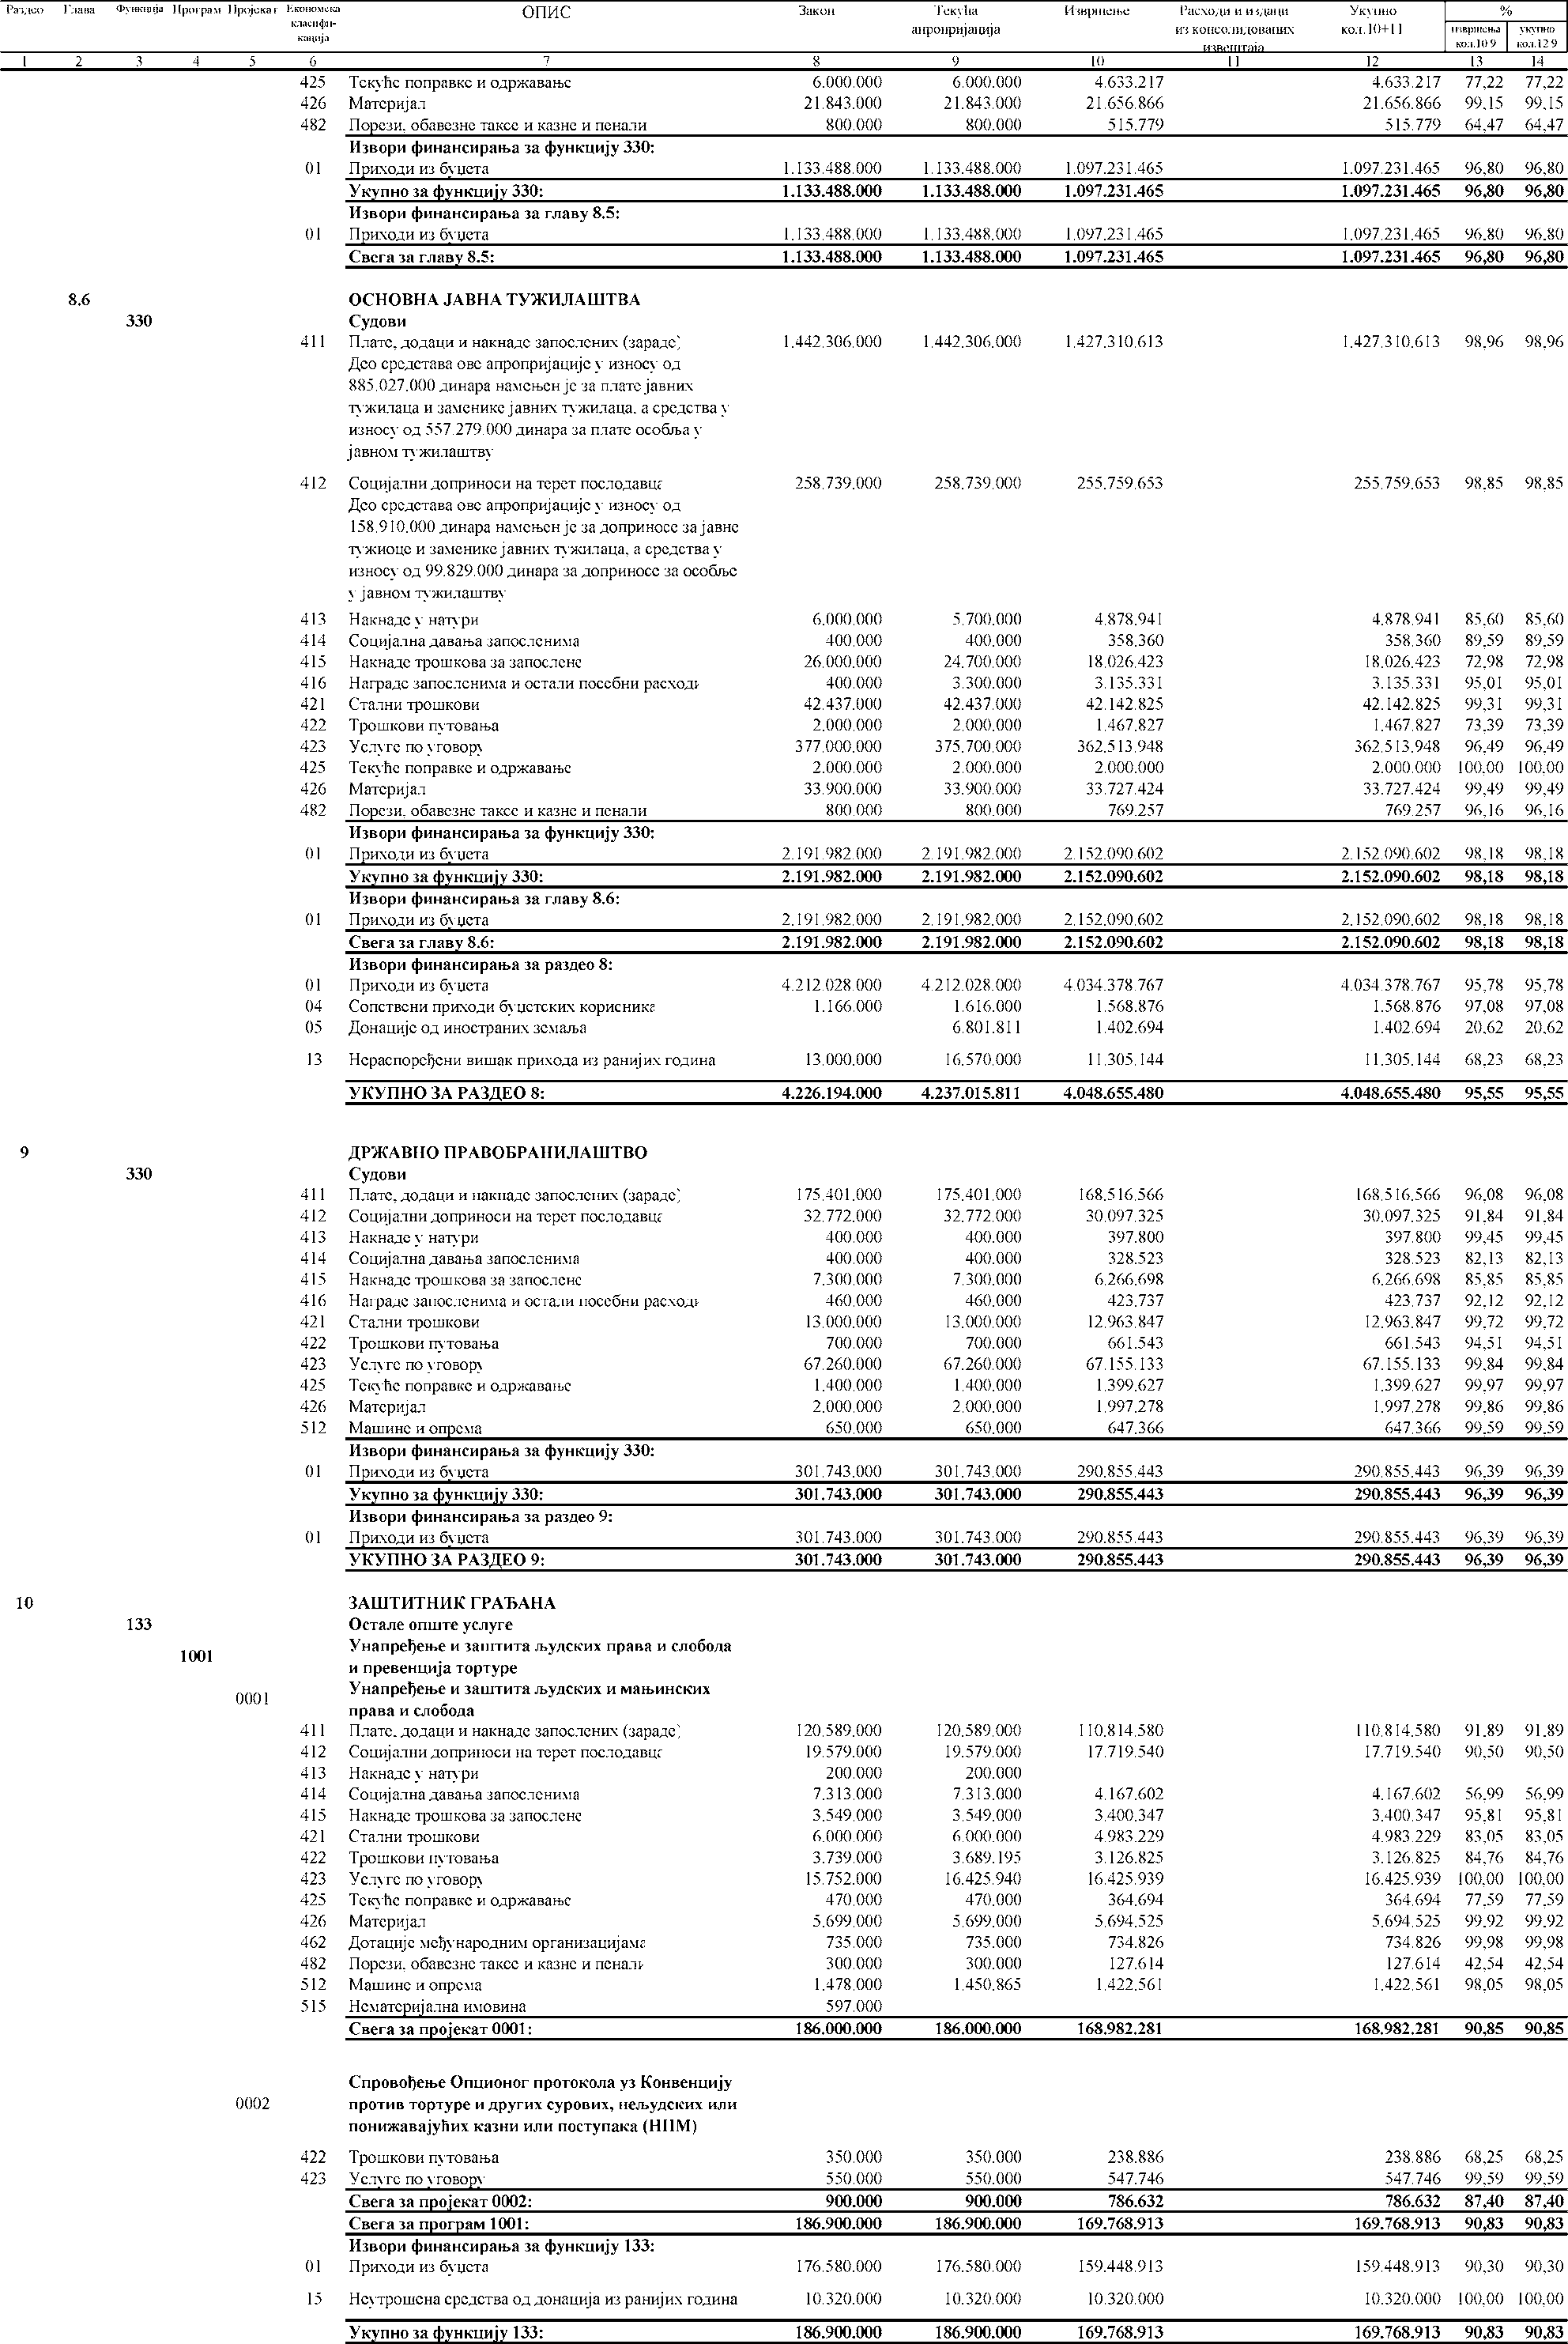 Раздео Глава Функција Програм Пројекат Економска класифи-кација ОПИС Закон Текућа апропријација Извршење Расходи и издаци из консолидованих извештаја Укупно кол.10+11 % извршења кол.10 9 укупно кол.12 9
1 2 3 4 5 6 7 8 9 10 11 12 13 14
425 Текуће поправке и одржавање 6.000.000 6.000.000 4.633.217 4.633.217 77,22 77,22
426 Материјал 21.843.000 21.843.000 21.656.866 21.656.866 99,15 99,15
482 Порези, обавезне таксе и казне и пенали 800.000 800.000 515.779 515.779 64,47 64,47
Извори финансирања за функцију 330:
01 Приходи из буџета 1.133.488.000 1.133.488.000 1.097.231.465 1.097.231.465 96,80 96,80
Укупно за функцију 330: 1.133.488.000 1.133.488.000 1.097.231.465 1.097.231.465 96,80 96,80
Извори финансирања за главу 8.5:
01 Приходи из буџета 1.133.488.000 1.133.488.000 1.097.231.465 1.097.231.465 96,80 96,80
Свега за главу 8.5: 1.133.488.000 1.133.488.000 1.097.231.465 1.097.231.465 96,80 96,80
8.6 ОСНОВНА ЈАВНА ТУЖИЛАШТВА
330 Судови
411 Плате, додаци и накнаде запослених (зараде) 1.442.306.000 1.442.306.000 1.427.310.613 1.427.310.613 98,96 98,96
Део средстава ове апропријације у износу од
885.027.000 динара намењен је за плате јавних
тужилаца и заменике јавних тужилаца, а средства у
износу од 557.279.000 динара за плате особља у
јавном тужилаштву
412 Социјални доприноси на терет послодавца 258.739.000 258.739.000 255.759.653 255.759.653 98,85 98,85
Део средстава ове апропријације у износу од
158.910.000 динара намењен је за доприносе за јавне
тужиоце и заменике јавних тужилаца, а средства у
износу од 99.829.000 динара за доприносе за особље
у јавном тужилаштву
413 Накнаде у натури 6.000.000 5.700.000 4.878.941 4.878.941 85,60 85,60
414 Социјална давања запосленима 400.000 400.000 358.360 358.360 89,59 89,59
415 Накнаде трошкова за запослене 26.000.000 24.700.000 18.026.423 18.026.423 72,98 72,98
416 Награде запосленима и остали посебни расходи 400.000 3.300.000 3.135.331 3.135.331 95,01 95,01
421 Стални трошкови 42.437.000 42.437.000 42.142.825 42.142.825 99,31 99,31
422 Трошкови путовања 2.000.000 2.000.000 1.467.827 1.467.827 73,39 73,39
423 Услуге по уговору 377.000.000 375.700.000 362.513.948 362.513.948 96,49 96,49
425 Текуће поправке и одржавање 2.000.000 2.000.000 2.000.000 2.000.000 100,00 100,00
426 Материјал 33.900.000 33.900.000 33.727.424 33.727.424 99,49 99,49
482 Порези, обавезне таксе и казне и пенали 800.000 800.000 769.257 769.257 96,16 96,16
Извори финансирања за функцију 330:
01 Приходи из буџета 2.191.982.000 2.191.982.000 2.152.090.602 2.152.090.602 98,18 98,18
Укупно за функцију 330: 2.191.982.000 2.191.982.000 2.152.090.602 2.152.090.602 98,18 98,18
Извори финансирања за главу 8.6:
01 Приходи из буџета 2.191.982.000 2.191.982.000 2.152.090.602 2.152.090.602 98,18 98,18
Свега за главу 8.6: 2.191.982.000 2.191.982.000 2.152.090.602 2.152.090.602 98,18 98,18
Извори финансирања за раздео 8:
01 Приходи из буџета 4.212.028.000 4.212.028.000 4.034.378.767 4.034.378.767 95,78 95,78
04 Сопствени приходи буџетских корисника 1.166.000 1.616.000 1.568.876 1.568.876 97,08 97,08
05 Донације од иностраних земаља 6.801.811 1.402.694 1.402.694 20,62 20,62
13 Нераспоређени вишак прихода из ранијих година 13.000.000 16.570.000 11.305.144 11.305.144 68,23 68,23
УКУПНО ЗА РАЗДЕО 8: 4.226.194.000 4.237.015.811 4.048.655.480 4.048.655.480 95,55 95,55
9 ДРЖАВНО ПРАВОБРАНИЛАШТВО
330 Судови
411 Плате, додаци и накнаде запослених (зараде) 175.401.000 175.401.000 168.516.566 168.516.566 96,08 96,08
412 Социјални доприноси на терет послодавца 32.772.000 32.772.000 30.097.325 30.097.325 91,84 91,84
413 Накнаде у натури 400.000 400.000 397.800 397.800 99,45 99,45
414 Социјална давања запосленима 400.000 400.000 328.523 328.523 82,13 82,13
415 Накнаде трошкова за запослене 7.300.000 7.300.000 6.266.698 6.266.698 85,85 85,85
416 Награде запосленима и остали посебни расходи 460.000 460.000 423.737 423.737 92,12 92,12
421 Стални трошкови 13.000.000 13.000.000 12.963.847 12.963.847 99,72 99,72
422 Трошкови путовања 700.000 700.000 661.543 661.543 94,51 94,51
423 Услуге по уговору 67.260.000 67.260.000 67.155.133 67.155.133 99,84 99,84
425 Текуће поправке и одржавање 1.400.000 1.400.000 1.399.627 1.399.627 99,97 99,97
426 Материјал 2.000.000 2.000.000 1.997.278 1.997.278 99,86 99,86
512 Машине и опрема 650.000 650.000 647.366 647.366 99,59 99,59
Извори финансирања за функцију 330:
01 Приходи из буџета 301.743.000 301.743.000 290.855.443 290.855.443 96,39 96,39
Укупно за функцију 330: 301.743.000 301.743.000 290.855.443 290.855.443 96,39 96,39
Извори финансирања за раздео 9:
01 Приходи из буџета 301.743.000 301.743.000 290.855.443 290.855.443 96,39 96,39
УКУПНО ЗА РАЗДЕО 9: 301.743.000 301.743.000 290.855.443 290.855.443 96,39 96,39
10 ЗАШТИТНИК ГРАЂАНА
133 Остале опште услуге
1001 Унапређење и заштита људских права и слобода
и превенција тортуре
0001 Унапређење и заштита људских и мањинских
права и слобода
411 Плате, додаци и накнаде запослених (зараде) 120.589.000 120.589.000 110.814.580 110.814.580 91,89 91,89
412 Социјални доприноси на терет послодавца 19.579.000 19.579.000 17.719.540 17.719.540 90,50 90,50
413 Накнаде у натури 200.000 200.000
414 Социјална давања запосленима 7.313.000 7.313.000 4.167.602 4.167.602 56,99 56,99
415 Накнаде трошкова за запослене 3.549.000 3.549.000 3.400.347 3.400.347 95,81 95,81
421 Стални трошкови 6.000.000 6.000.000 4.983.229 4.983.229 83,05 83,05
422 Трошкови путовања 3.739.000 3.689.195 3.126.825 3.126.825 84,76 84,76
423 Услуге по уговору 15.752.000 16.425.940 16.425.939 16.425.939 100,00 100,00
425 Текуће поправке и одржавање 470.000 470.000 364.694 364.694 77,59 77,59
426 Материјал 5.699.000 5.699.000 5.694.525 5.694.525 99,92 99,92
462 Дотације међународним организацијама 735.000 735.000 734.826 734.826 99,98 99,98
482 Порези, обавезне таксе и казне и пенали 300.000 300.000 127.614 127.614 42,54 42,54
512 Машине и опрема 1.478.000 1.450.865 1.422.561 1.422.561 98,05 98,05
515 Нематеријална имовина 597.000
Свега за пројекат 0001: 186.000.000 186.000.000 168.982.281 168.982.281 90,85 90,85
Спровођење Опционог протокола уз Конвенцију
0002 против тортуре и других сурових, нељудских или
понижавајућих казни или поступака (НПМ)
422 Трошкови путовања 350.000 350.000 238.886 238.886 68,25 68,25
423 Услуге по уговору 550.000 550.000 547.746 547.746 99,59 99,59
Свега за пројекат 0002: 900.000 900.000 786.632 786.632 87,40 87,40
Свега за програм 1001: 186.900.000 186.900.000 169.768.913 169.768.913 90,83 90,83
Извори финансирања за функцију 133:
01 Приходи из буџета 176.580.000 176.580.000 159.448.913 159.448.913 90,30 90,30
15 Неутрошена средства од донација из ранијих година 10.320.000 10.320.000 10.320.000 10.320.000 100,00 100,00
Укупно за функцију 133: 186.900.000 186.900.000 169.768.913 169.768.913 90,83 90,83